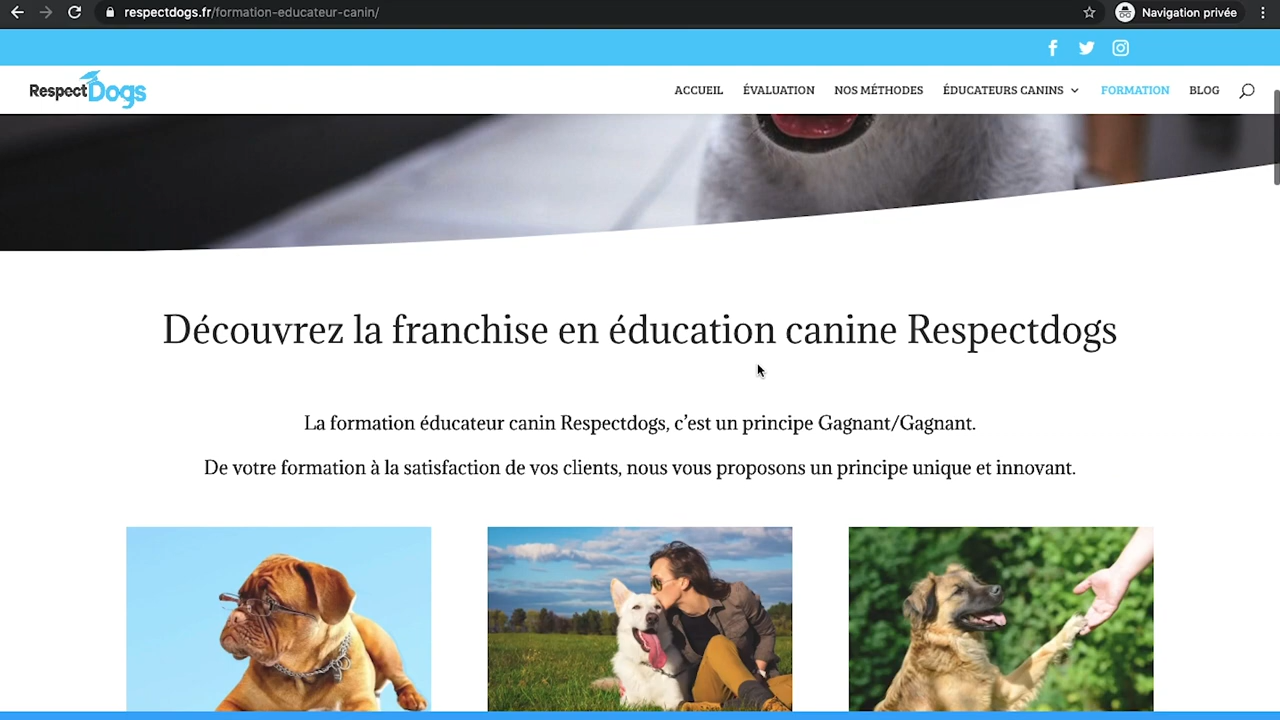 respectdogs.fr/formation-educateur-canin/
Navigation privée
RespectDogs
ACCUEIL
ÉVALUATION
NOS MÉTHODES
ÉDUCATEURS CANINS
FORMATION
BLOG
Découvrez la franchise en éducation canine Respectdogs
La formation éducateur canin Respectdogs, c’est un principe Gagnant/Gagnant.
De votre formation à la satisfaction de vos clients, nous vous proposons un principe unique et innovant.